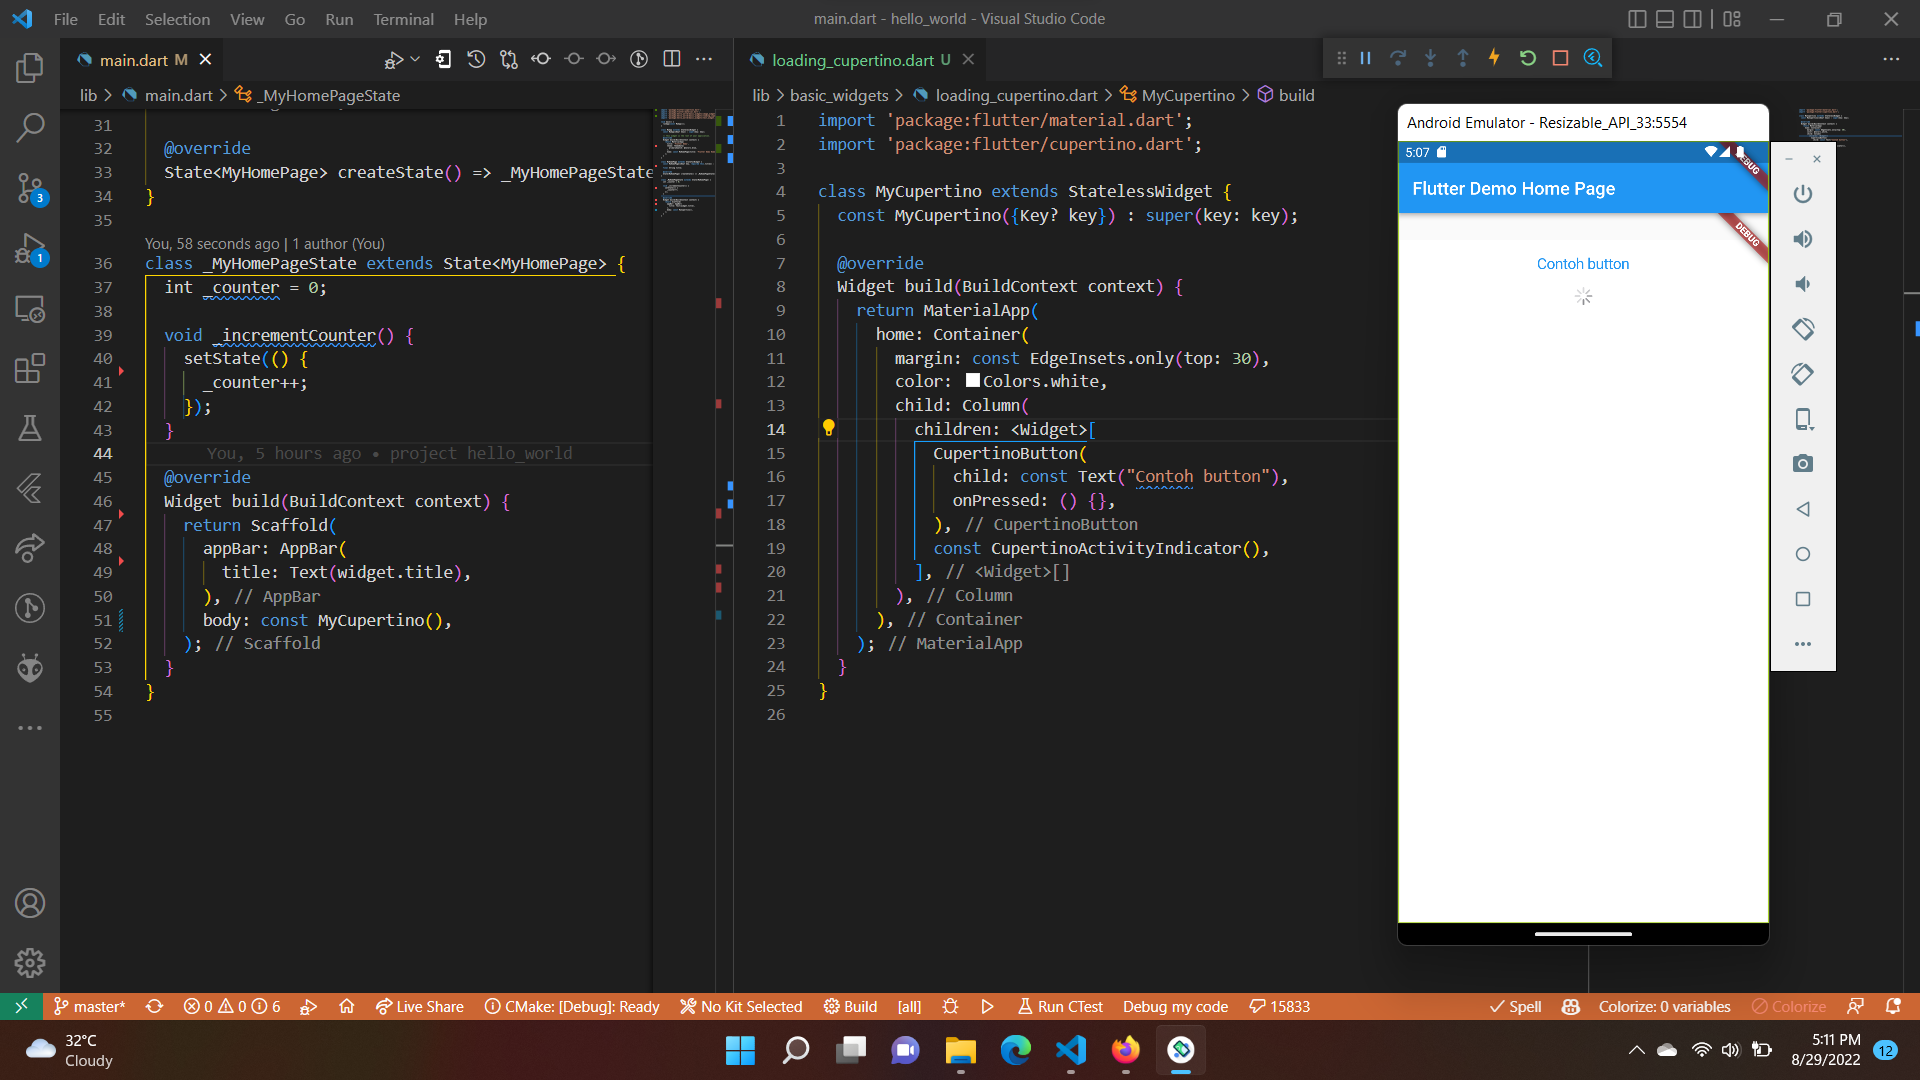 File Edit Selection View Go Run Terminal Help
main.dart - hello_world - Visual Studio Code
main.dart M
lib > main.dart > _MyHomePageState
31
32 @override
33 State<MyHomePage> createState() => _MyHomePageState
34 }
35
You, 58 seconds ago | 1 author (You)
36 class _MyHomePageState extends State<MyHomePage> {
37 int _counter = 0;
38
39 void _incrementCounter() {
40 setState(() {
41 _counter++;
42 });
43 }
44 You, 5 hours ago • project hello_world
45 @override
46 Widget build(BuildContext context) {
47 return Scaffold(
48 appBar: AppBar(
49 title: Text(widget.title),
50 ), // AppBar
51 body: const MyCupertino(),
52 ); // Scaffold
53 }
54 }
55
3
1
loading_cupertino.dart U
lib > basic_widgets > loading_cupertino.dart > MyCupertino > build
1 import 'package:flutter/material.dart';
2 import 'package:flutter/cupertino.dart';
3
4 class MyCupertino extends StatelessWidget {
5 const MyCupertino({Key? key}) : super(key: key);
6
7 @override
8 Widget build(BuildContext context) {
9 return MaterialApp(
10 home: Container(
11 margin: const EdgeInsets.only(top: 30),
12 color: Colors.white,
13 child: Column(
14 children: <Widget>[
15 CupertinoButton(
16 child: const Text("Contoh button"),
17 onPressed: () {},
18 ), // CupertinoButton
19 const CupertinoActivityIndicator(),
20 ], // <Widget>[]
21 ), // Column
22 ), // Container
23 ); // MaterialApp
24 }
25 }
26
Android Emulator - Resizable_API_33:5554
5:07
DEBUG
Flutter Demo Home Page
DEBUG
Contoh button
master* 0 0 6 Live Share CMake: [Debug]: Ready No Kit Selected Build [all] Run CTest Debug my code 15833 Spell Colorize: 0 variables Colorize
32°C
Cloudy
5:11 PM
8/29/2022
12